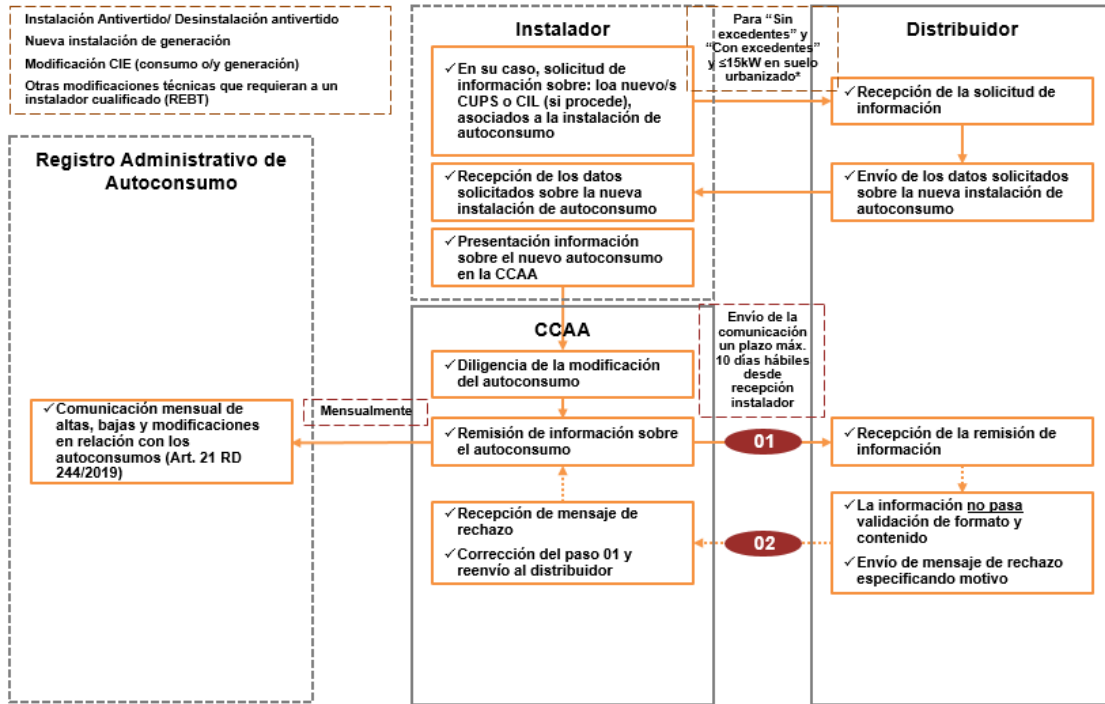 Instalación Antivertido/ Desinstalación antivertido
Nueva instalación de generación
Modificación CIE (consumo o/y generación)
Otras modificaciones técnicas que requieran a un
instalador cualificado (REBT)
Registro Administrativo de
Autoconsumo
✓ Comunicación mensual de
altas, bajas y modificaciones
en relación con los
autoconsumos (Art. 21 RD
244/2019)
Mensualmente
Instalador
✓ En su caso, solicitud de
información sobre: loa nuevo/s
CUPS o CIL (si procede),
asociados a la instalación de
autoconsumo
✓ Recepción de los datos
solicitados sobre la nueva
instalación de autoconsumo
✓ Presentación información
sobre el nuevo autoconsumo
en la CCAA
CCAA
✓ Diligencia de la modificación
del autoconsumo
✓ Remisión de información sobre
el autoconsumo
✓ Recepción de mensaje de
rechazo
✓ Corrección del paso 01 y
reenvío al distribuidor
Para “Sin
excedentes” y
“Con excedentes”
y ≤15kW en suelo
urbanizado*
Envío de la
comunicación
un plazo máx.
10 días hábiles
desde
recepción
instalador
01
02
Distribuidor
✓ Recepción de la solicitud de
información
✓ Envío de los datos solicitados
sobre la nueva instalación de
autoconsumo
✓ Recepción de la remisión de
información
✓ La información no pasa
validación de formato y
contenido
✓ Envío de mensaje de rechazo
especificando motivo